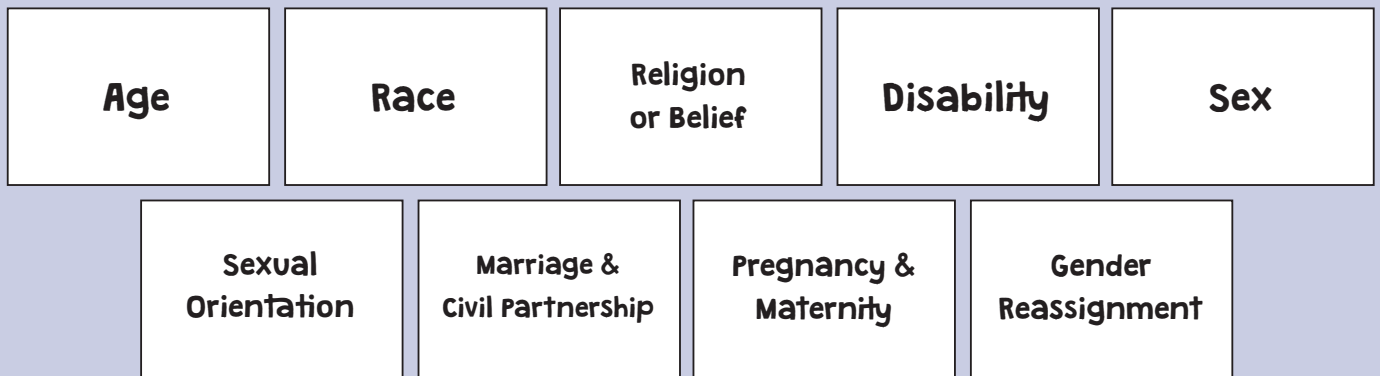 Age
Race
Religion
or Belief
Disability
Sex
Sexual
Orientation
Marriage &
Civil Partnership
Pregnancy &
Maternity
Gender
Reassignment